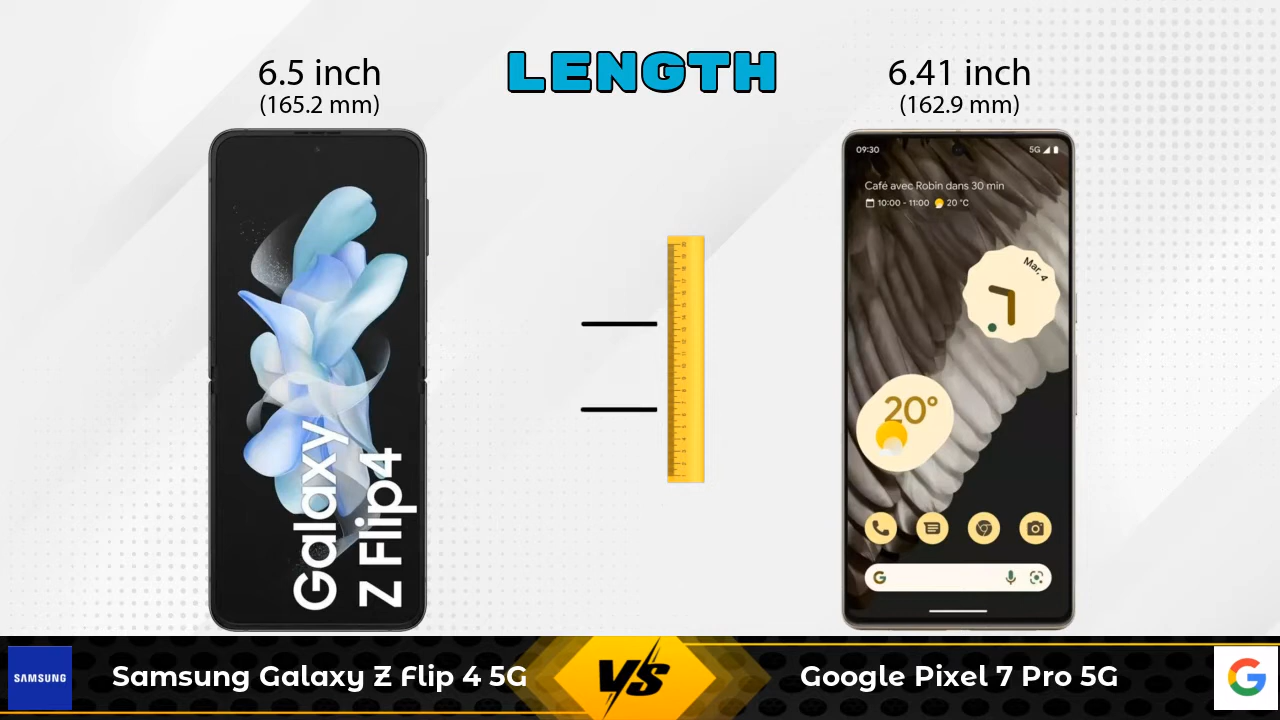 LENGTH
6.5 inch
(165.2 mm)
6.41 inch
(162.9 mm)
Galaxy
Z Flip4
09:30
5G
Café avec Robin dans 30 min
10:00 - 11:00 20 °C
Mar. 4
20°
G
SAMSUNG
Samsung Galaxy Z Flip 4 5G
VS
Google Pixel 7 Pro 5G
G